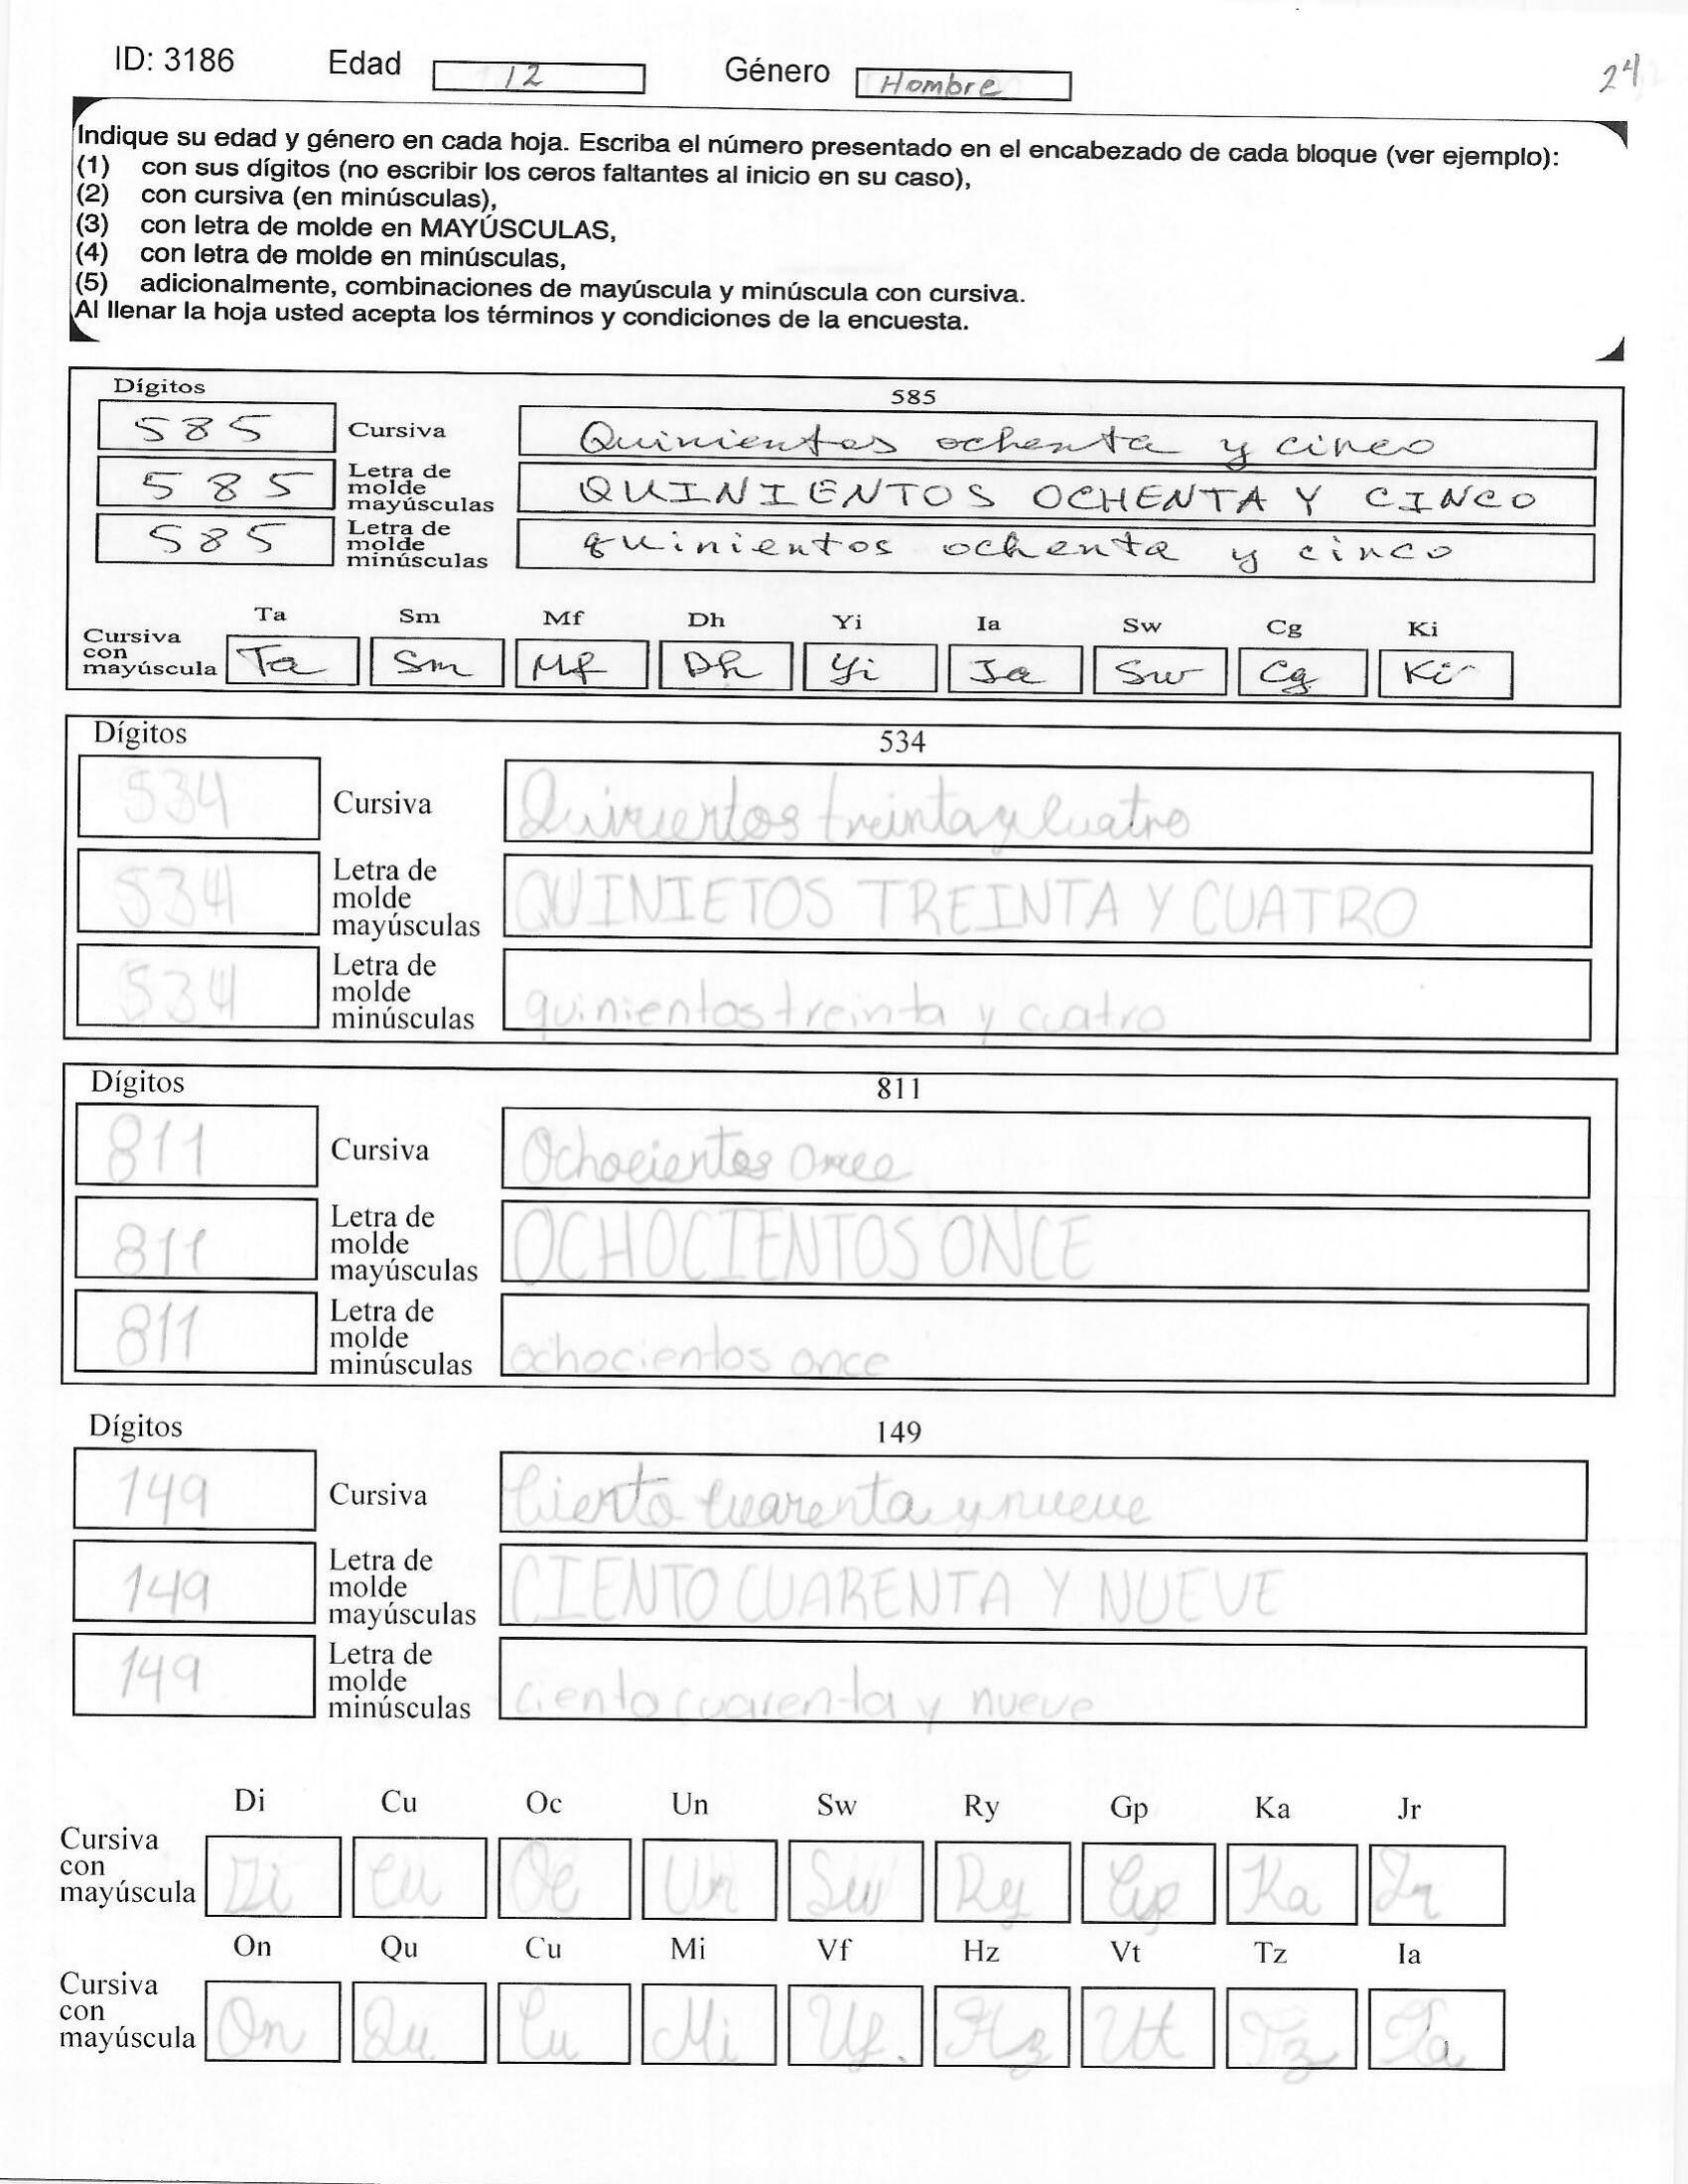 ID: 3186 Edad 12 Género Hombre 24
Indique su edad y género en cada hoja. Escriba el número presentado en el encabezado de cada bloque (ver ejemplo):
(1) con sus dígitos (no escribir los ceros faltantes al inicio en su caso),
(2) con cursiva (en minúsculas),
(3) con letra de molde en MAYÚSCULAS,
(4) con letra de molde en minúsculas,
(5) adicionalmente, combinaciones de mayúscula y minúscula con cursiva.
Al llenar la hoja usted acepta los términos y condiciones de la encuesta.
Dígitos 585
585 Cursiva Quinientos ochenta y cinco
585 Letra de molde mayúsculas QUINIENTOS OCHENTA Y CINCO
585 Letra de molde minúsculas quinientos ochenta y cinco
Ta Sm Mf Dh Yi Ia Sw Cg Ki
Cursiva con mayúscula Ta Sm Mf Dh Yi Ia Sw Cg Ki
Dígitos 534
534 Cursiva Quinientos treinta y Cuatro
534 Letra de molde mayúsculas QUINIETOS TREINTA Y CUATRO
534 Letra de molde minúsculas quinientos treinta y cuatro
Dígitos 811
811 Cursiva Ochocientos Once
811 Letra de molde mayúsculas OCHOCIENTOS ONCE
811 Letra de molde minúsculas ochocientos once
Dígitos 149
149 Cursiva Ciento Cuarenta y nueve
149 Letra de molde mayúsculas CIENTO CUARENTA Y NUEVE
149 Letra de molde minúsculas ciento cuarenta y nueve
Di Cu Oc Un Sw Ry Gp Ka Jr
Cursiva con mayúscula Di Cu Oc Un Sw Ry Gp Ka Jr
On Qu Cu Mi Vf Hz Vt Tz Ia
Cursiva con mayúscula On Qu. Cu Mi Vf. Hz Vt Tz Ia